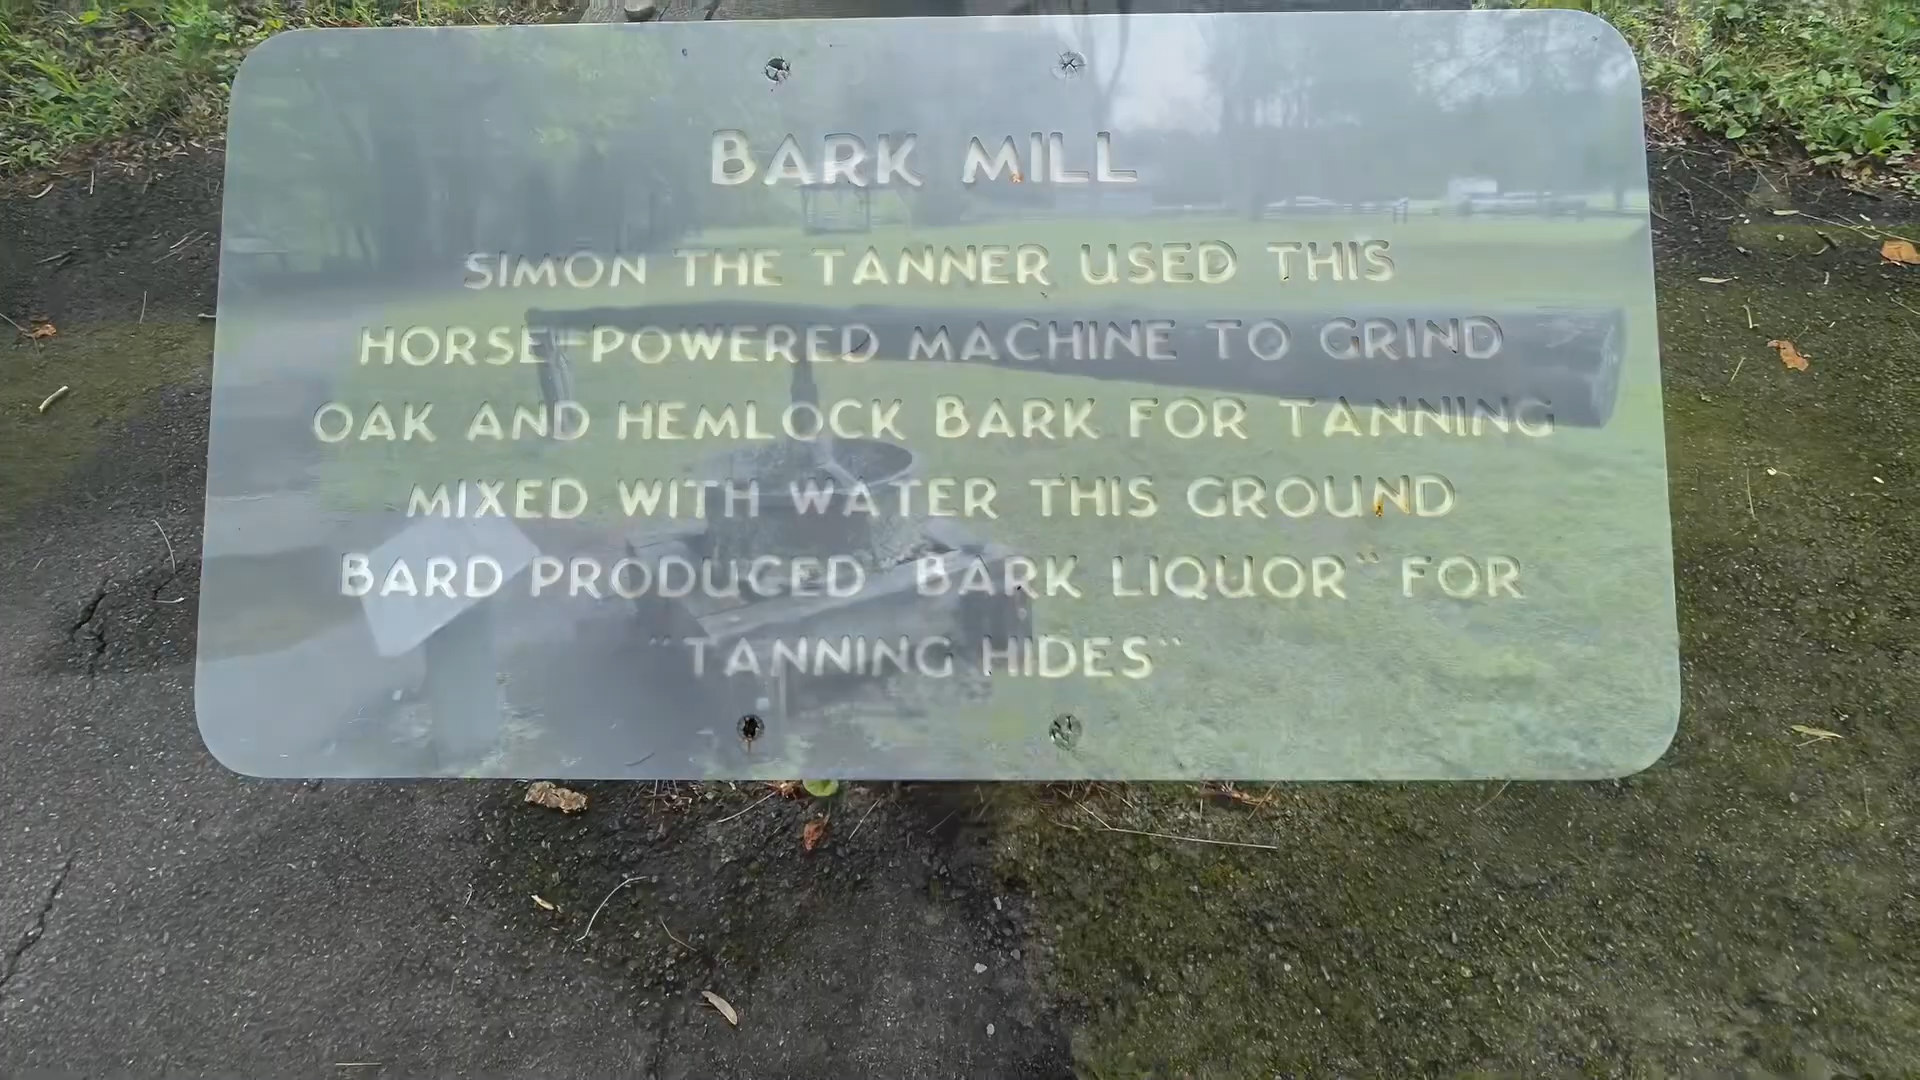 BARK MILL
SIMON THE TANNER USED THIS
HORSE-POWERED MACHINE TO GRIND
OAK AND HEMLOCK BARK FOR TANNING
MIXED WITH WATER THIS GROUND
BARD PRODUCED BARK LIQUOR" FOR
"TANNING HIDES"